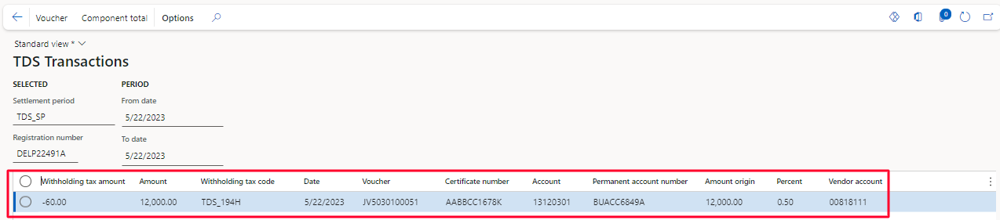 Voucher Component total Options 0
Standard view *
TDS Transactions
SELECTED PERIOD
Settlement period From date
TDS_SP 5/22/2023
Registration number To date
DELP22491A 5/22/2023
Withholding tax amount Amount Withholding tax code Date Voucher Certificate number Account Permanent account number Amount origin Percent Vendor account
-60.00 12,000.00 TDS_194H 5/22/2023 JV5030100051 AABBCC1678K 13120301 BUACC6849A 12,000.00 0.50 00818111